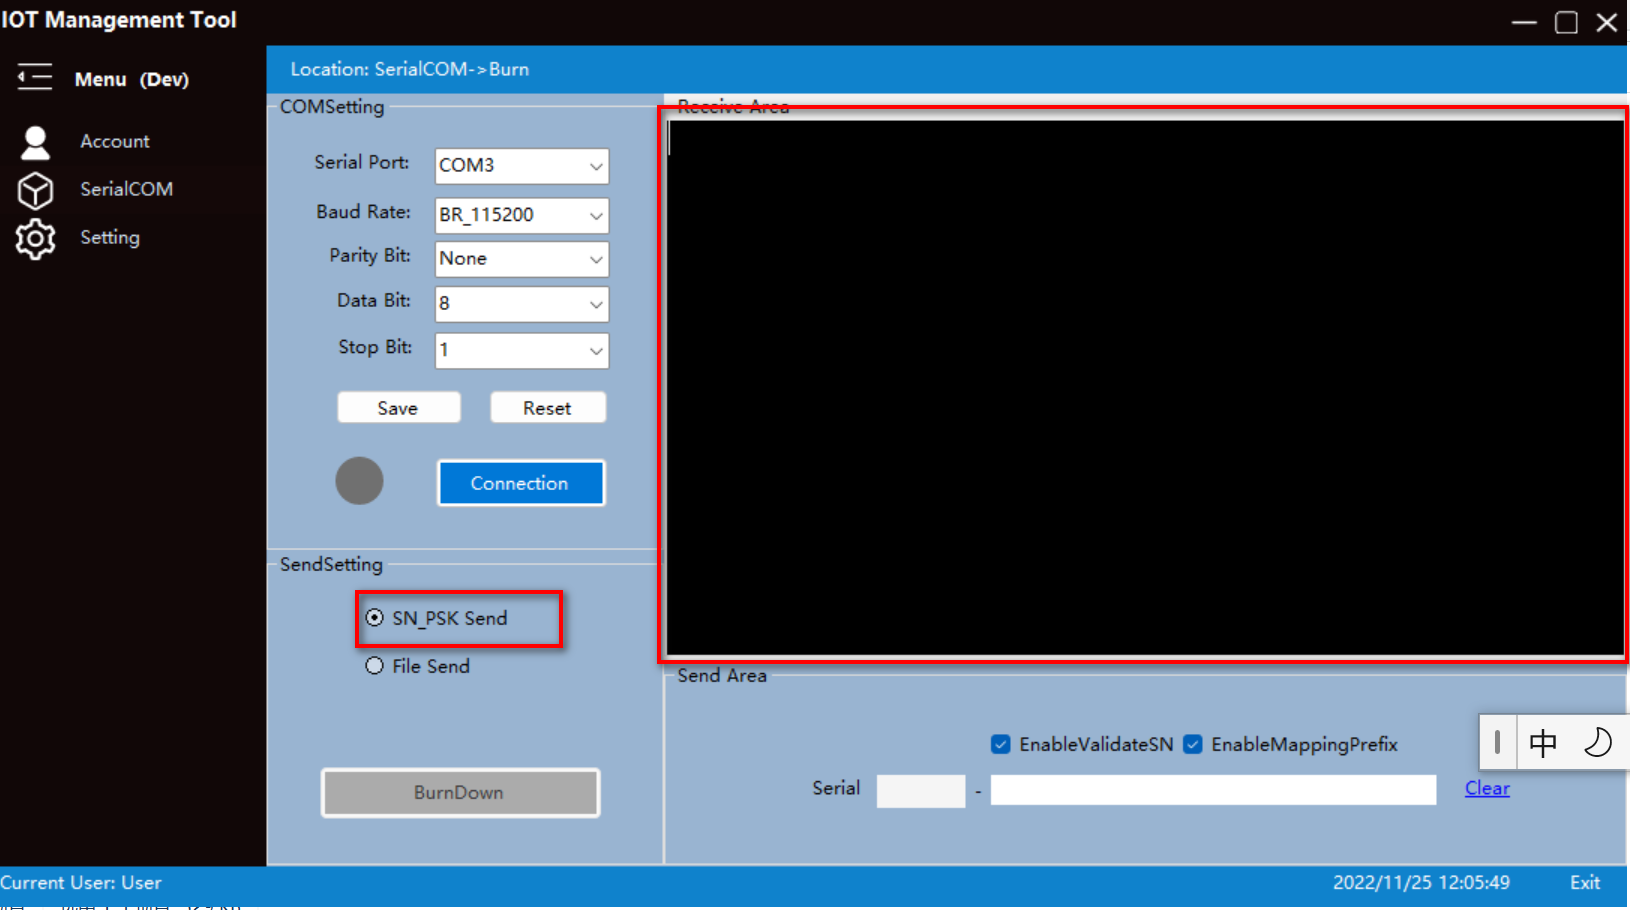 IOT Management Tool
Menu (Dev)
Account
SerialCOM
Setting
Location: SerialCOM->Burn
COMSetting
Serial Port: COM3
Baud Rate: BR_115200
Parity Bit: None
Data Bit: 8
Stop Bit: 1
Save Reset
Connection
SendSetting
SN_PSK Send
File Send
BurnDown
Receive Area
Send Area
EnableValidateSN EnableMappingPrefix
Serial - Clear
中
Current User: User 2022/11/25 12:05:49 Exit